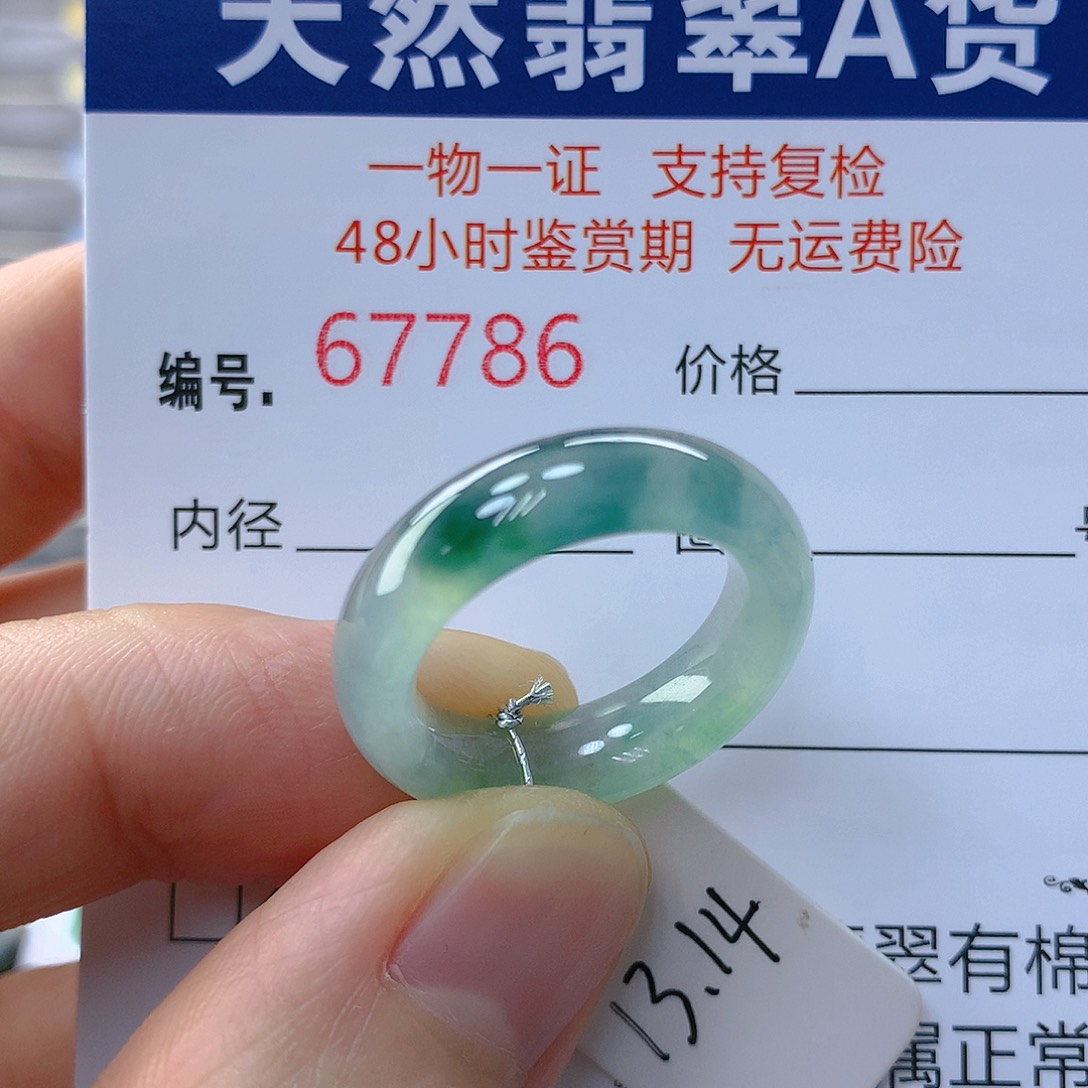 天然翡翠A货
一物一证 支持复检
48小时鉴赏期 无运费险
编号. 67786 价格
内径
13.14
翠有棉
属正常